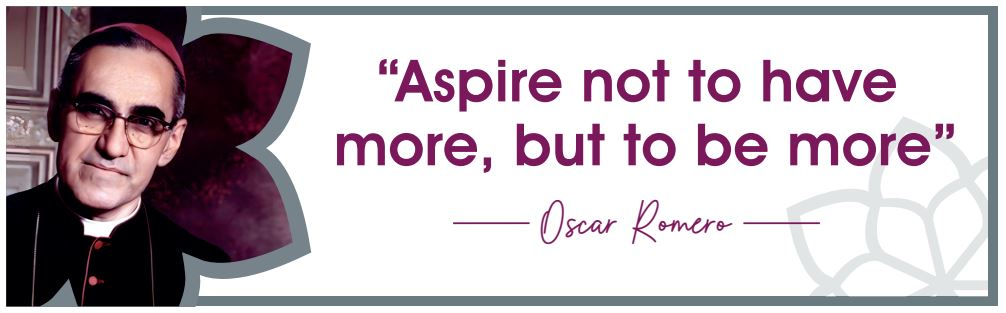 “Aspire not to have
more, but to be more”
Oscar Romero